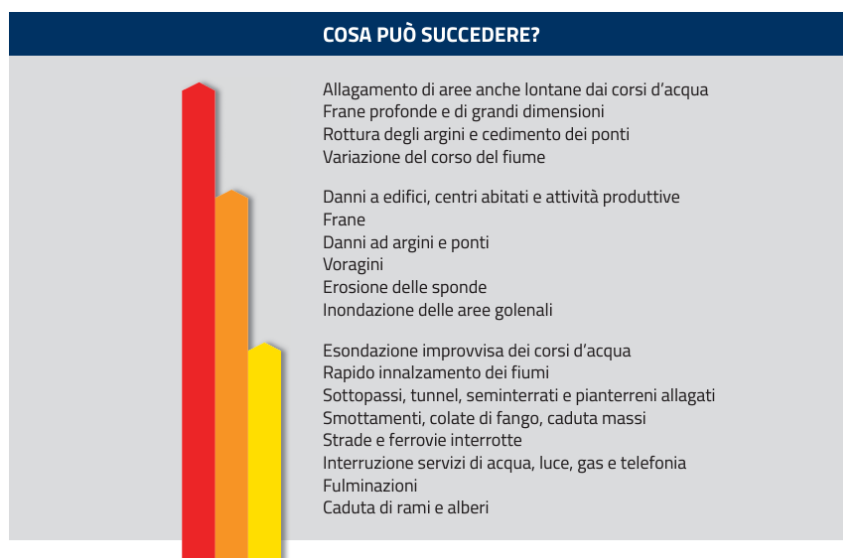 COSA PUÒ SUCCEDERE?
Allagamento di aree anche lontane dai corsi d’acqua
Frane profonde e di grandi dimensioni
Rottura degli argini e cedimento dei ponti
Variazione del corso del fiume
Danni a edifici, centri abitati e attività produttive
Frane
Danni ad argini e ponti
Voragini
Erosione delle sponde
Inondazione delle aree golenali
Esondazione improvvisa dei corsi d’acqua
Rapido innalzamento dei fiumi
Sottopassi, tunnel, seminterrati e pianterreni allagati
Smottamenti, colate di fango, caduta massi
Strade e ferrovie interrotte
Interruzione servizi di acqua, luce, gas e telefonia
Fulminazioni
Caduta di rami e alberi